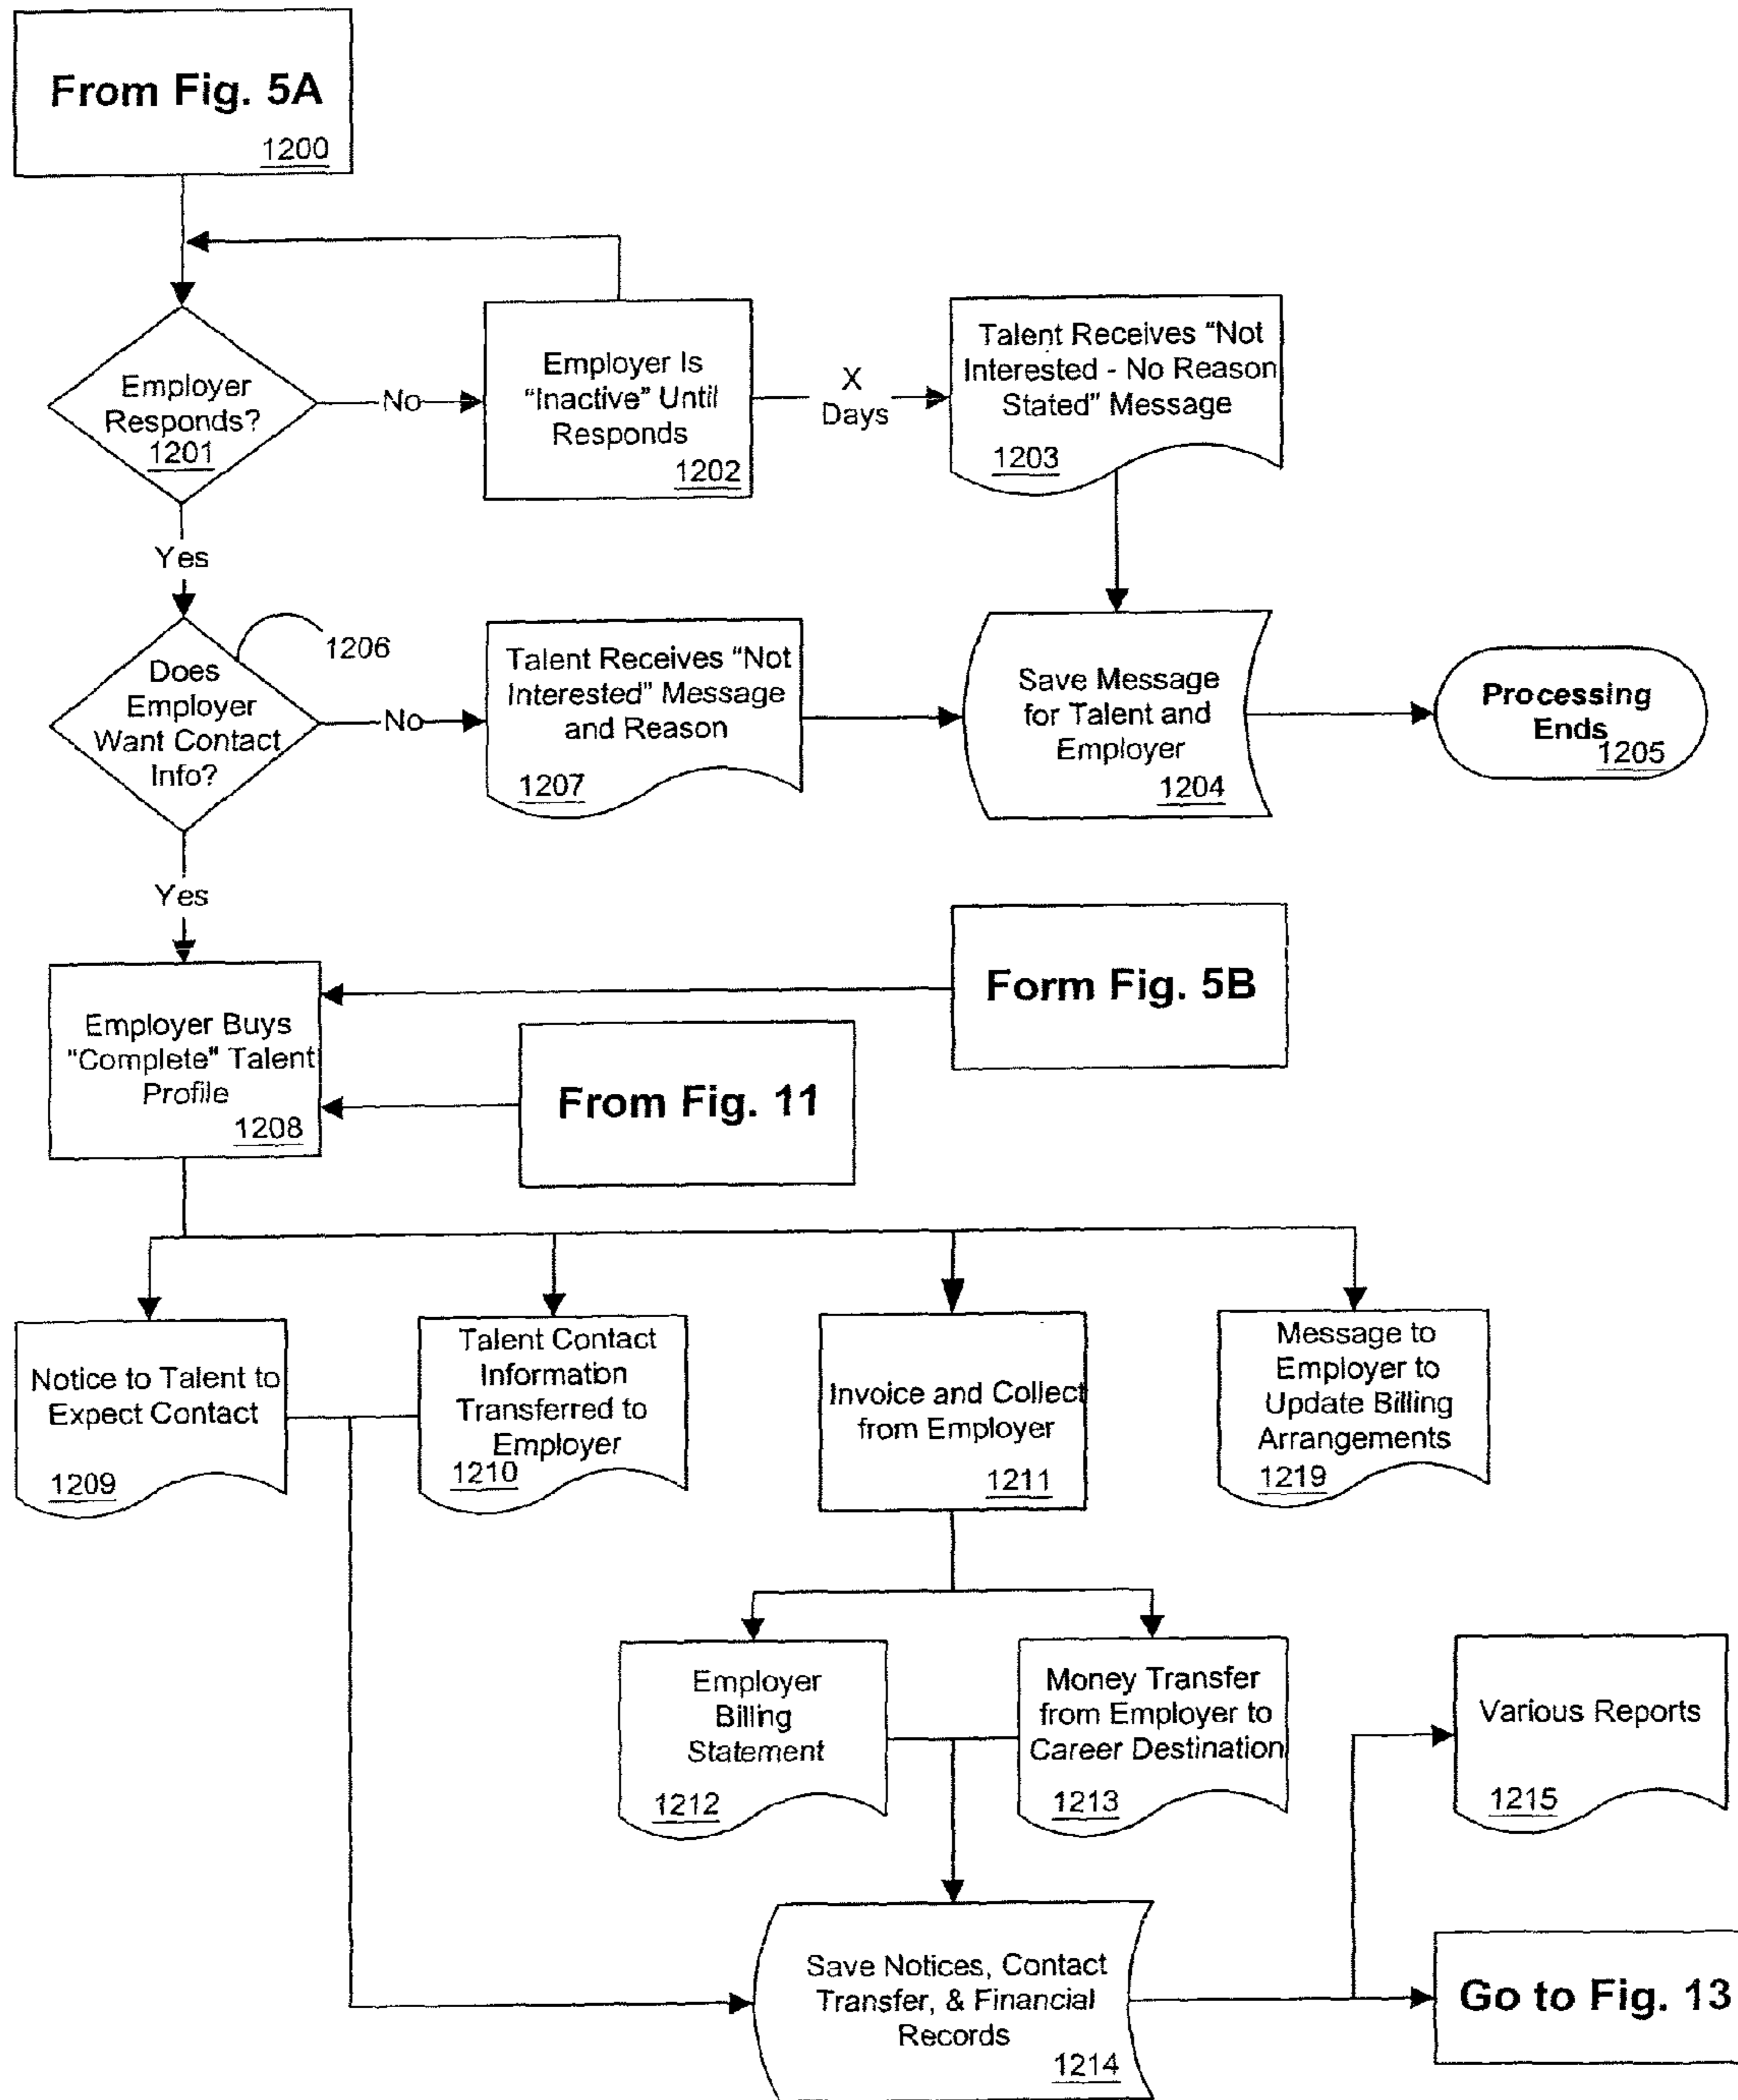 From Fig. 5A
1200
Employer
Responds?
1201
No
Employer Is
“Inactive” Until
Responds
1202
X
Days
Talent Receives “Not
Interested - No Reason
Stated” Message
1203
Yes
1206
Does
Employer
Want Contact
Info?
No
Talent Receives “Not
Interested” Message
and Reason
1207
Save Message
for Talent and
Employer
1204
Processing
Ends
1205
Yes
Form Fig. 5B
Employer Buys
"Complete" Talent
Profile
1208
From Fig. 11
Notice to Talent to
Expect Contact
1209
Talent Contact
Information
Transferred to
Employer
1210
Invoice and Collect
from Employer
1211
Message to
Employer to
Update Billing
Arrangements
1219
Employer
Billing
Statement
1212
Money Transfer
from Employer to
Career Destination
1213
Various Reports
1215
Save Notices, Contact
Transfer, & Financial
Records
1214
Go to Fig. 13